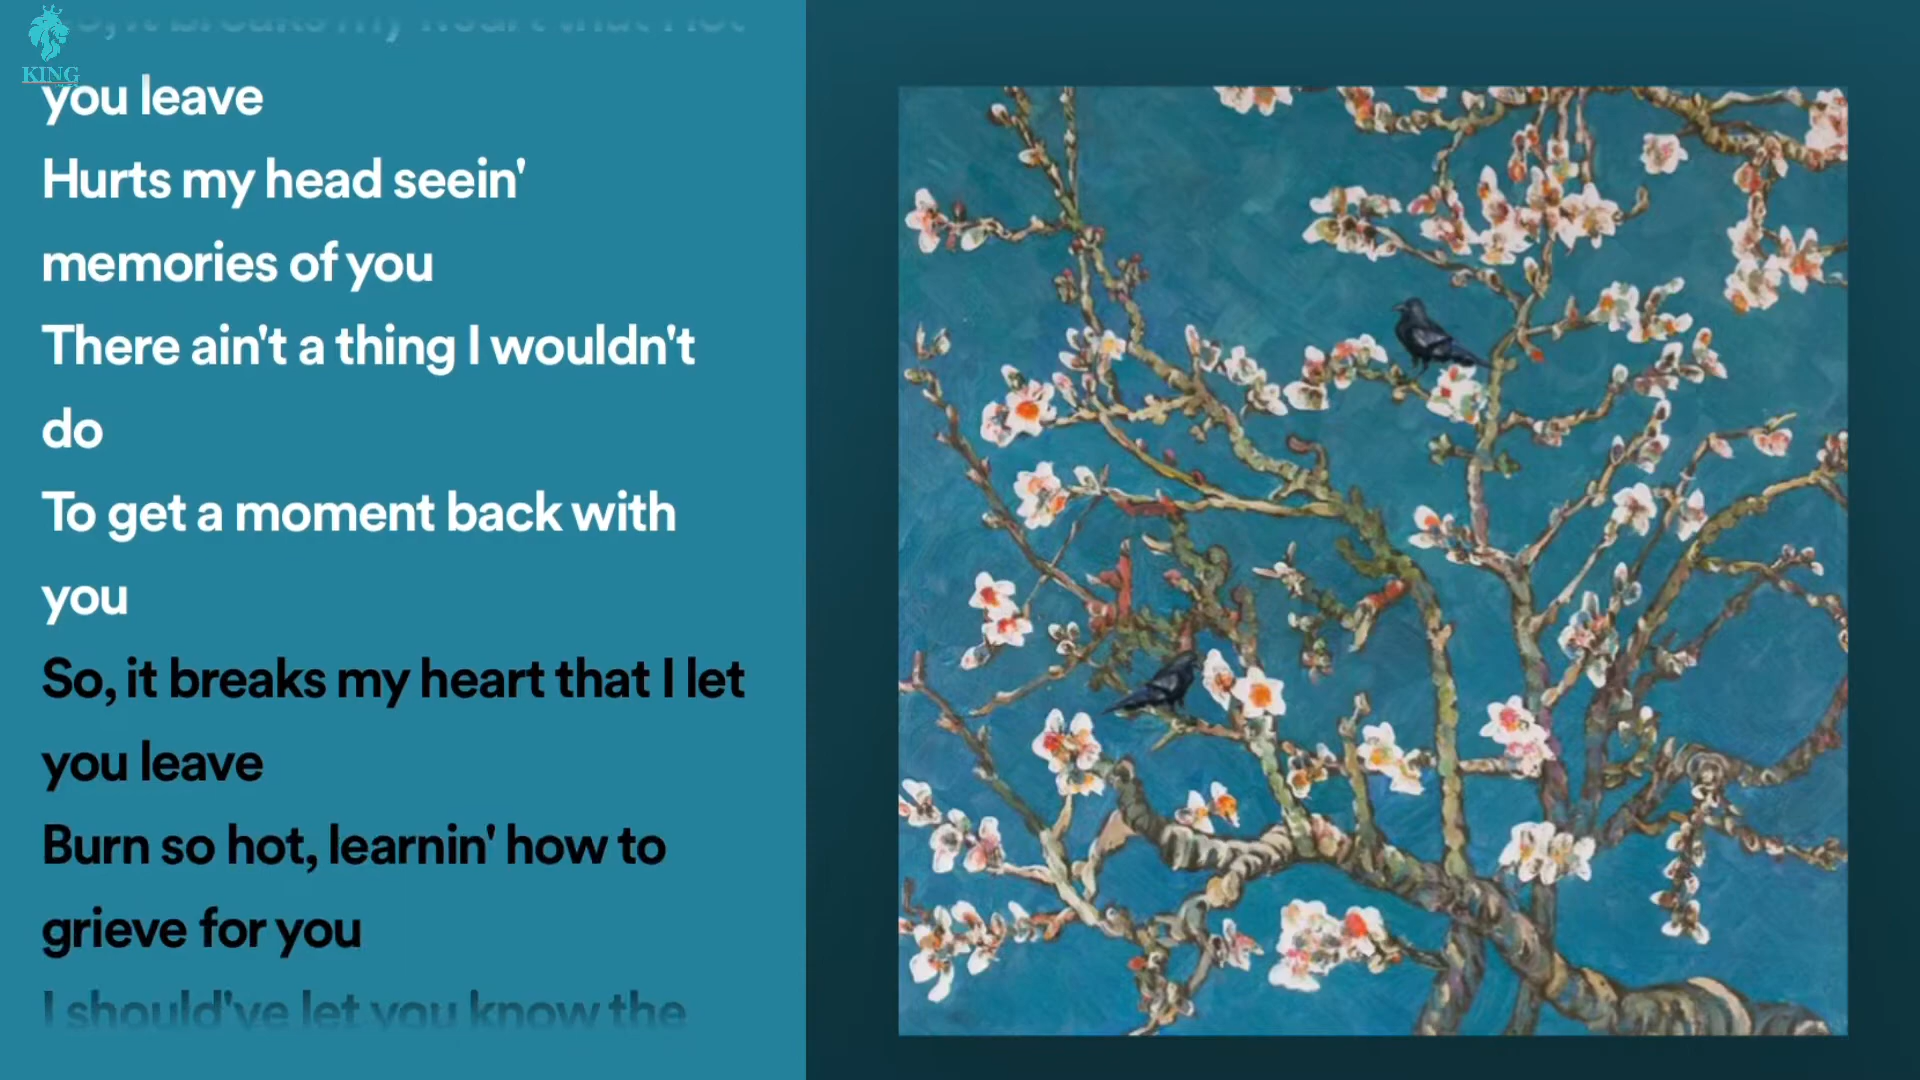 KING
you leave
Hurts my head seein'
memories of you
There ain't a thing I wouldn't
do
To get a moment back with
you
So, it breaks my heart that I let
you leave
Burn so hot, learnin' how to
grieve for you
I should've let you know the